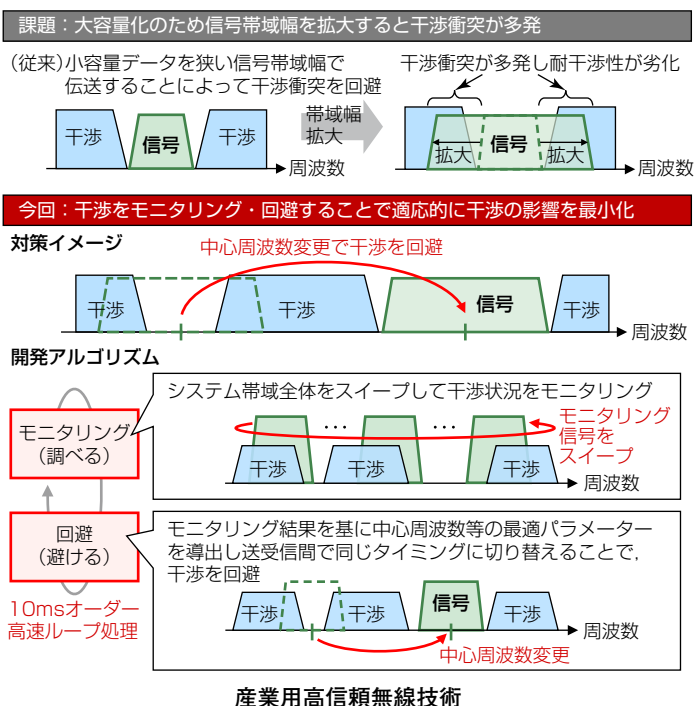 課題：大容量化のため信号帯域幅を拡大すると干渉衝突が多発
（従来）小容量データを狭い信号帯域幅で
伝送することによって干渉衝突を回避
干渉衝突が多発し耐干渉性が劣化
干渉
信号
干渉
周波数
帯域幅
拡大
拡大
信号
拡大
周波数
今回：干渉をモニタリング・回避することで適応的に干渉の影響を最小化
対策イメージ
中心周波数変更で干渉を回避
干渉
干渉
信号
干渉
周波数
開発アルゴリズム
モニタリング
（調べる）
システム帯域全体をスイープして干渉状況をモニタリング
… …
モニタリング
信号を
スイープ
干渉
干渉
干渉
周波数
回避
（避ける）
10msオーダー
高速ループ処理
モニタリング結果を基に中心周波数等の最適パラメーター
を導出し送受信間で同じタイミングに切り替えることで，
干渉を回避
干渉
干渉
信号
干渉
周波数
中心周波数変更
産業用高信頼無線技術